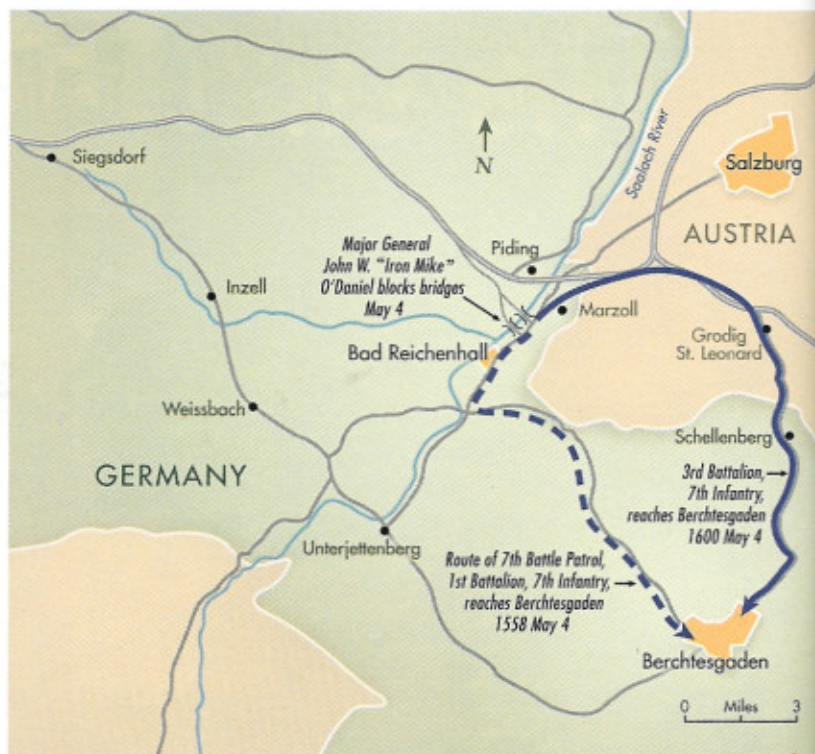 Siegsdorf
N
Saalach River
Salzburg
AUSTRIA
Major General
John W. "Iron Mike"
O'Daniel blocks bridges
May 4
Piding
Inzell
Marzoll
Grodig
St. Leonard
Bad Reichenhall
Weissbach
Schellenberg
GERMANY
3rd Battalion,
7th Infantry,
reaches Berchtesgaden
1600 May 4
Unterjettenberg
Route of 7th Battle Patrol,
1st Battalion, 7th Infantry,
reaches Berchtesgaden
1558 May 4
Berchtesgaden
0 Miles 3